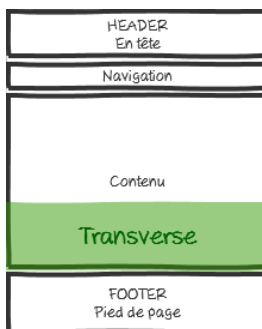 HEADER
En tête
Navigation
Contenu
Transverse
FOOTER
Pied de page